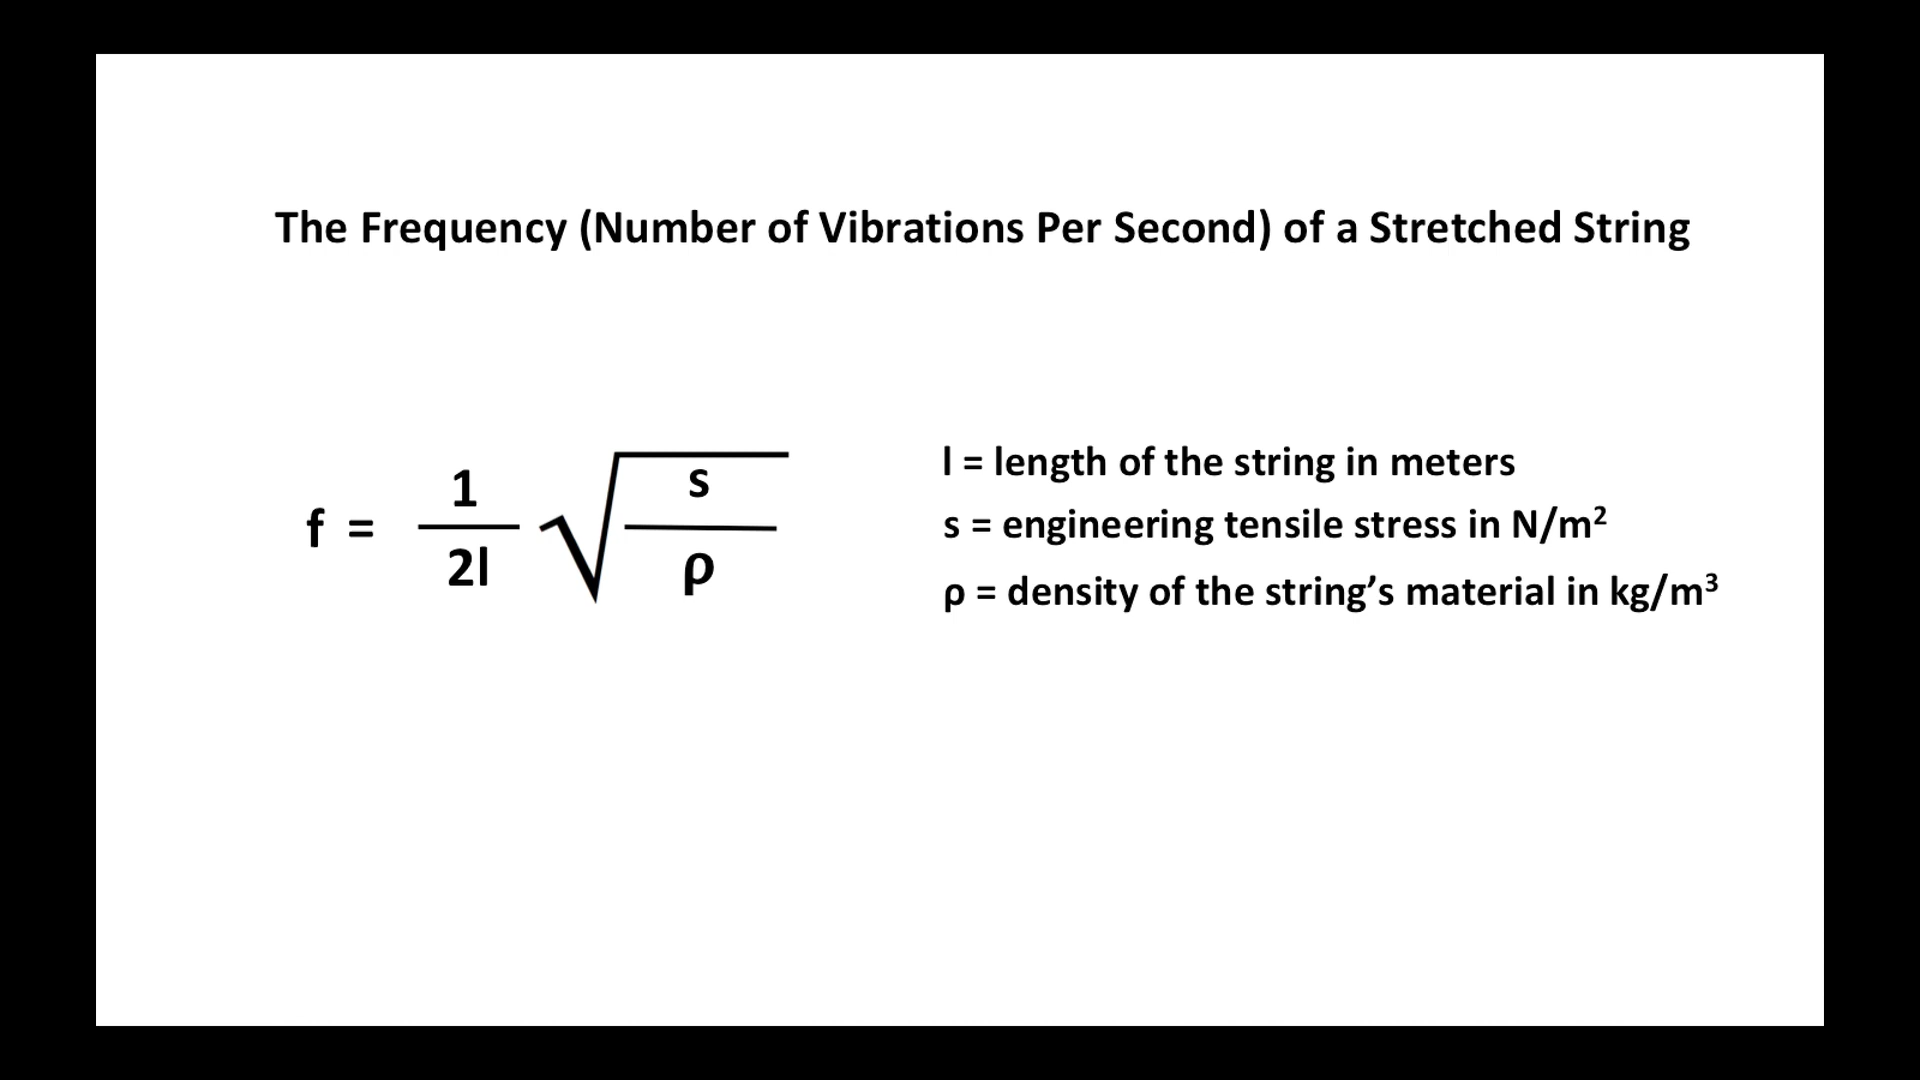 The Frequency (Number of Vibrations Per Second) of a Stretched String
f = 1/2l √s/ρ
l = length of the string in meters
s = engineering tensile stress in N/m²
ρ = density of the string’s material in kg/m³